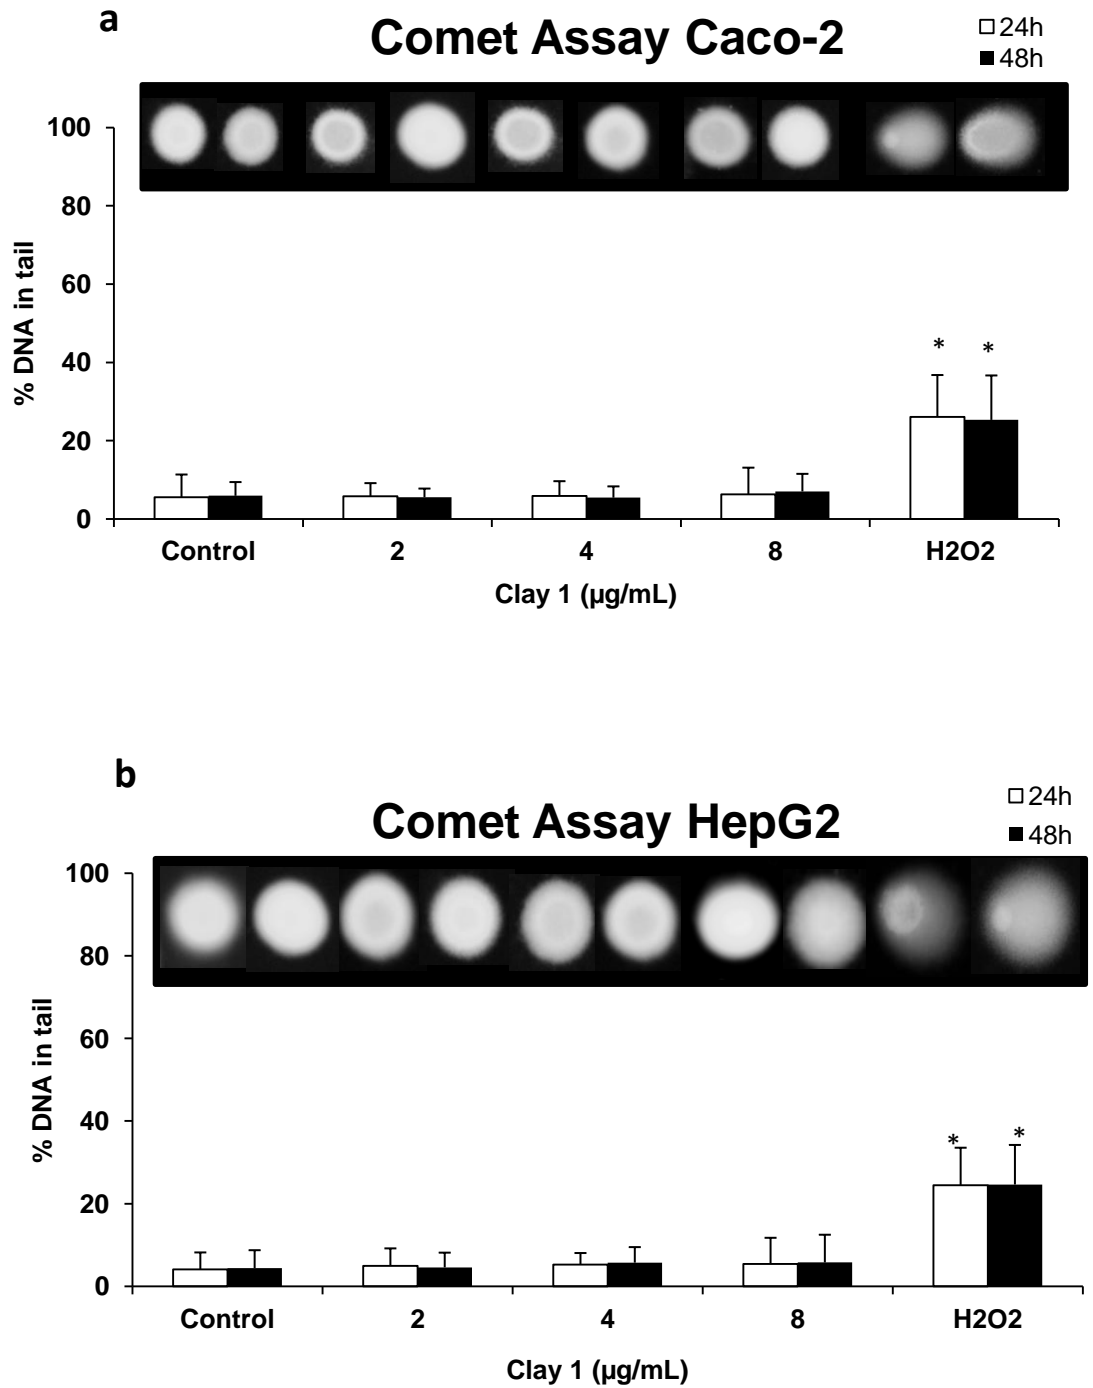 a
Comet Assay Caco-2
24h
48h
100
80
60
40
20
0
% DNA in tail
* *
Control 2 4 8 H2O2
Clay 1 (µg/mL)
b
Comet Assay HepG2
24h
48h
100
80
60
40
20
0
% DNA in tail
* *
Control 2 4 8 H2O2
Clay 1 (µg/mL)